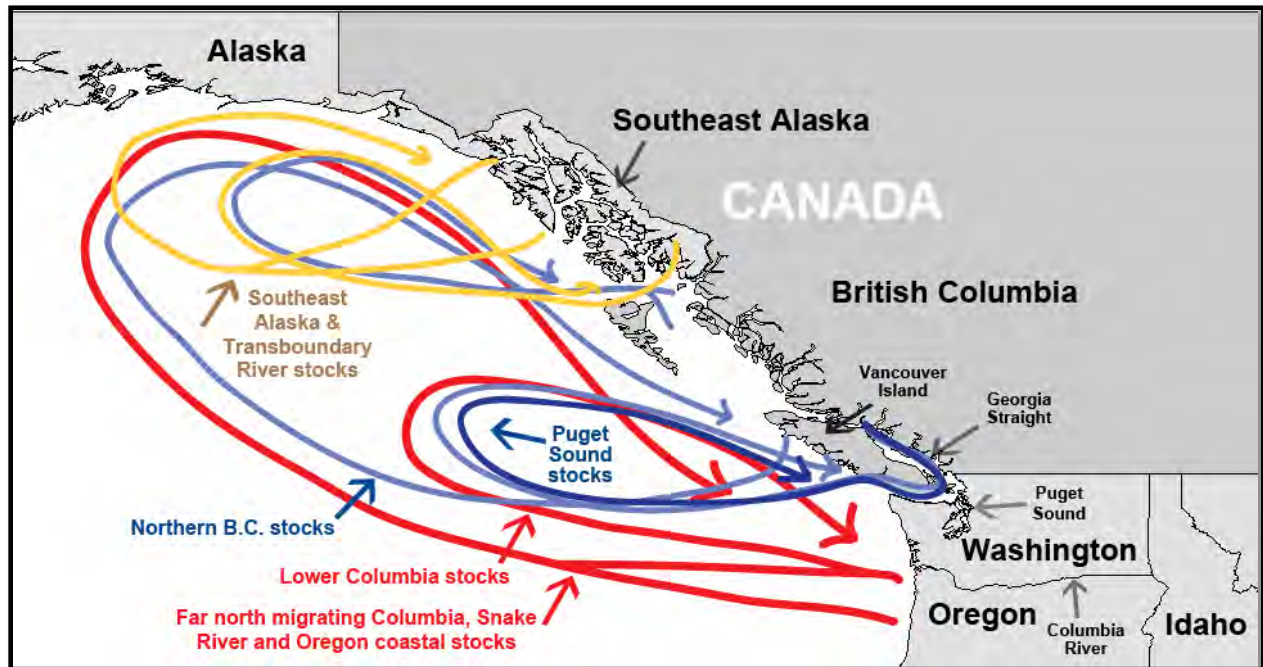 Alaska
Southeast Alaska
CANADA
British Columbia
Southeast
Alaska &
Transboundary
River stocks
Vancouver
Island
Georgia
Straight
Puget
Sound
stocks
Puget
Sound
Northern B.C. stocks
Washington
Lower Columbia stocks
Far north migrating Columbia, Snake
River and Oregon coastal stocks
Oregon
Columbia
River
Idaho